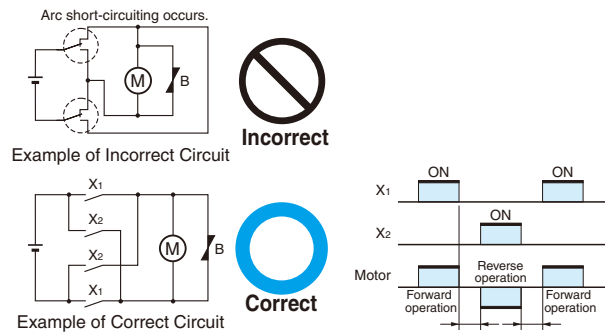 Arc short-circuiting occurs.
M
B
Incorrect
Example of Incorrect Circuit
X1
X2
X2
X1
M
B
Correct
Example of Correct Circuit
ON
ON
X1
ON
X2
Motor
Reverse
operation
Forward
operation
Forward
operation